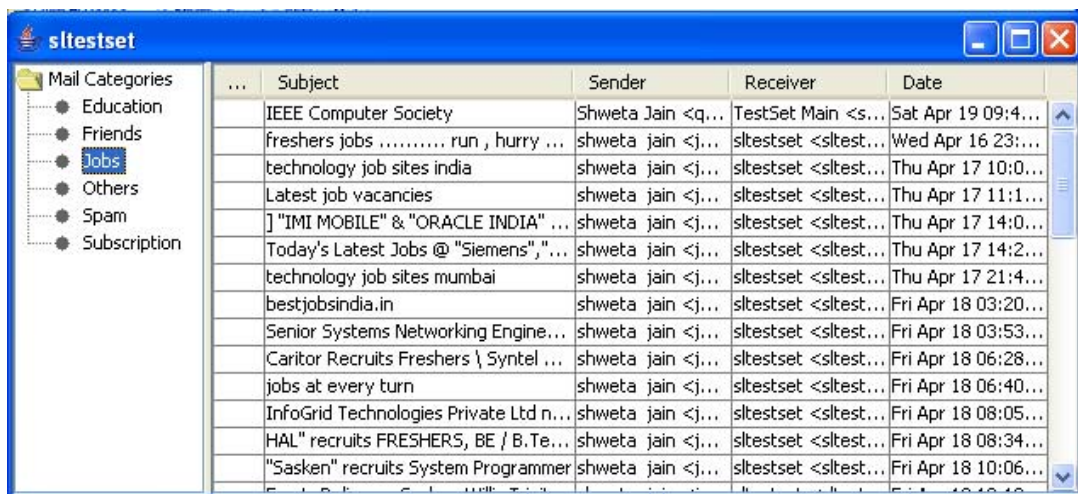 sltestset
Mail Categories
Education
Friends
Jobs
Others
Spam
Subscription
... Subject Sender Receiver Date
IEEE Computer Society Shweta Jain <q... TestSet Main <s... Sat Apr 19 09:4...
freshers jobs .......... run , hurry ... shweta jain <j... sltestset <sltest... Wed Apr 16 23:...
technology job sites india shweta jain <j... sltestset <sltest... Thu Apr 17 10:0...
Latest job vacancies shweta jain <j... sltestset <sltest... Thu Apr 17 11:1...
] "IMI MOBILE" & "ORACLE INDIA" ... shweta jain <j... sltestset <sltest... Thu Apr 17 14:0...
Today's Latest Jobs @ "Siemens","... shweta jain <j... sltestset <sltest... Thu Apr 17 14:2...
technology job sites mumbai shweta jain <j... sltestset <sltest... Thu Apr 17 21:4...
bestjobsindia.in shweta jain <j... sltestset <sltest... Fri Apr 18 03:20...
Senior Systems Networking Engine... shweta jain <j... sltestset <sltest... Fri Apr 18 03:53...
Caritor Recruits Freshers \ Syntel ... shweta jain <j... sltestset <sltest... Fri Apr 18 06:28...
jobs at every turn shweta jain <j... sltestset <sltest... Fri Apr 18 06:40...
InfoGrid Technologies Private Ltd n... shweta jain <j... sltestset <sltest... Fri Apr 18 08:05...
HAL" recruits FRESHERS, BE / B.Te... shweta jain <j... sltestset <sltest... Fri Apr 18 08:34...
"Sasken" recruits System Programmer shweta jain <j... sltestset <sltest... Fri Apr 18 10:06...